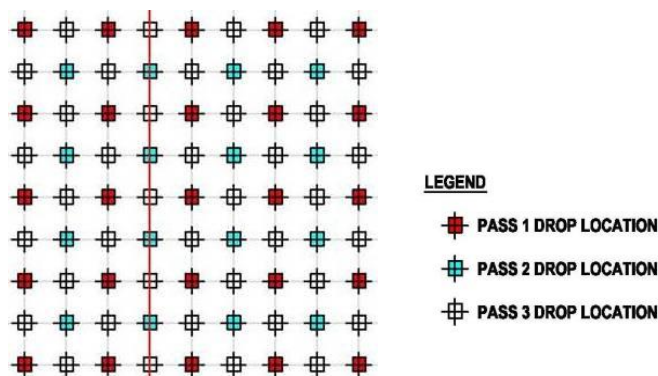 LEGEND
PASS 1 DROP LOCATION
PASS 2 DROP LOCATION
PASS 3 DROP LOCATION